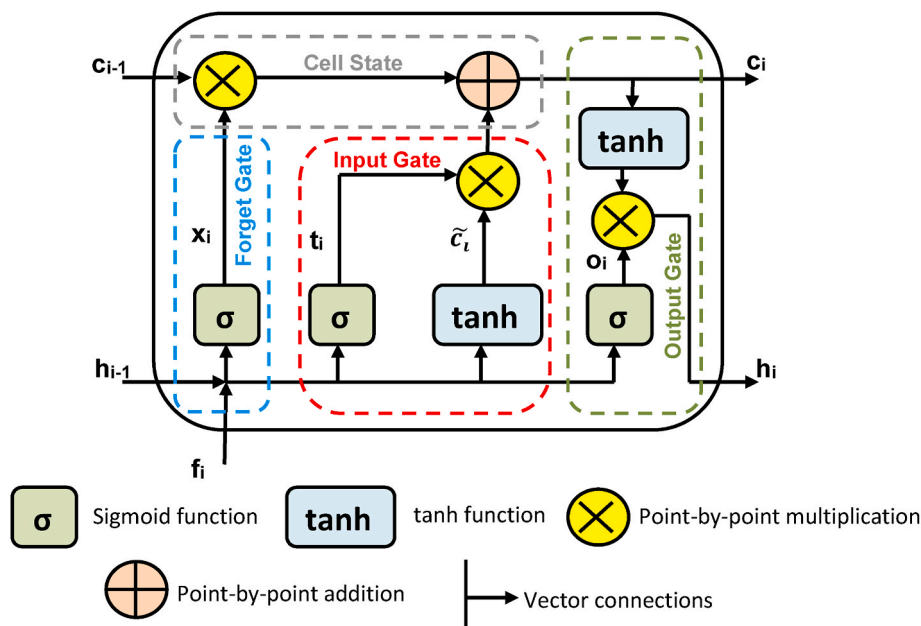 cᵢ₋₁
Cell State
cᵢ
tanh
Input Gate
Forget Gate
xᵢ
tᵢ
c̃ᵢ
oᵢ
Output Gate
σ
σ
tanh
σ
hᵢ₋₁
hᵢ
fᵢ
σ Sigmoid function
tanh tanh function
Point-by-point multiplication
Point-by-point addition
Vector connections